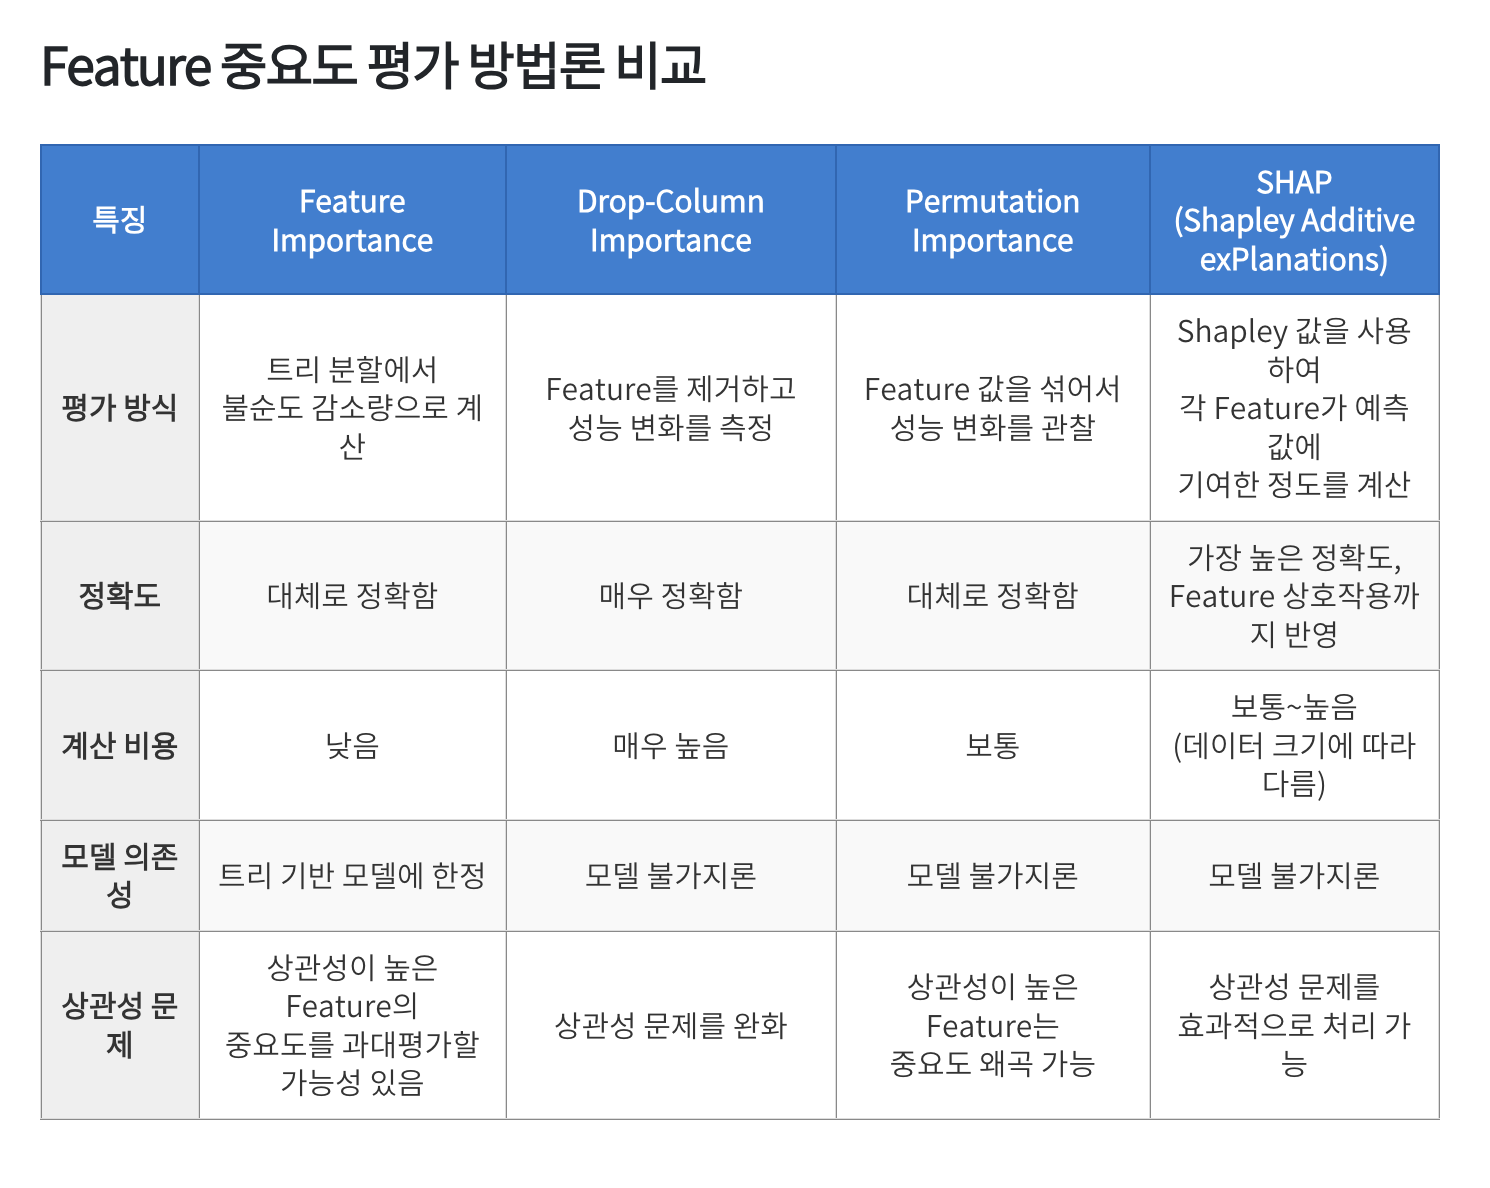 Feature 중요도 평가 방법론 비교
특징
Feature
Importance
Drop-Column
Importance
Permutation
Importance
SHAP
(Shapley Additive
exPlanations)
평가 방식
트리 분할에서
불순도 감소량으로 계
산
Feature를 제거하고
성능 변화를 측정
Feature 값을 섞어서
성능 변화를 관찰
Shapley 값을 사용
하여
각 Feature가 예측
값에
기여한 정도를 계산
정확도
대체로 정확함
매우 정확함
대체로 정확함
가장 높은 정확도,
Feature 상호작용까
지 반영
계산 비용
낮음
매우 높음
보통
보통~높음
(데이터 크기에 따라
다름)
모델 의존
성
트리 기반 모델에 한정
모델 불가지론
모델 불가지론
모델 불가지론
상관성 문
제
상관성이 높은
Feature의
중요도를 과대평가할
가능성 있음
상관성 문제를 완화
상관성이 높은
Feature는
중요도 왜곡 가능
상관성 문제를
효과적으로 처리 가
능